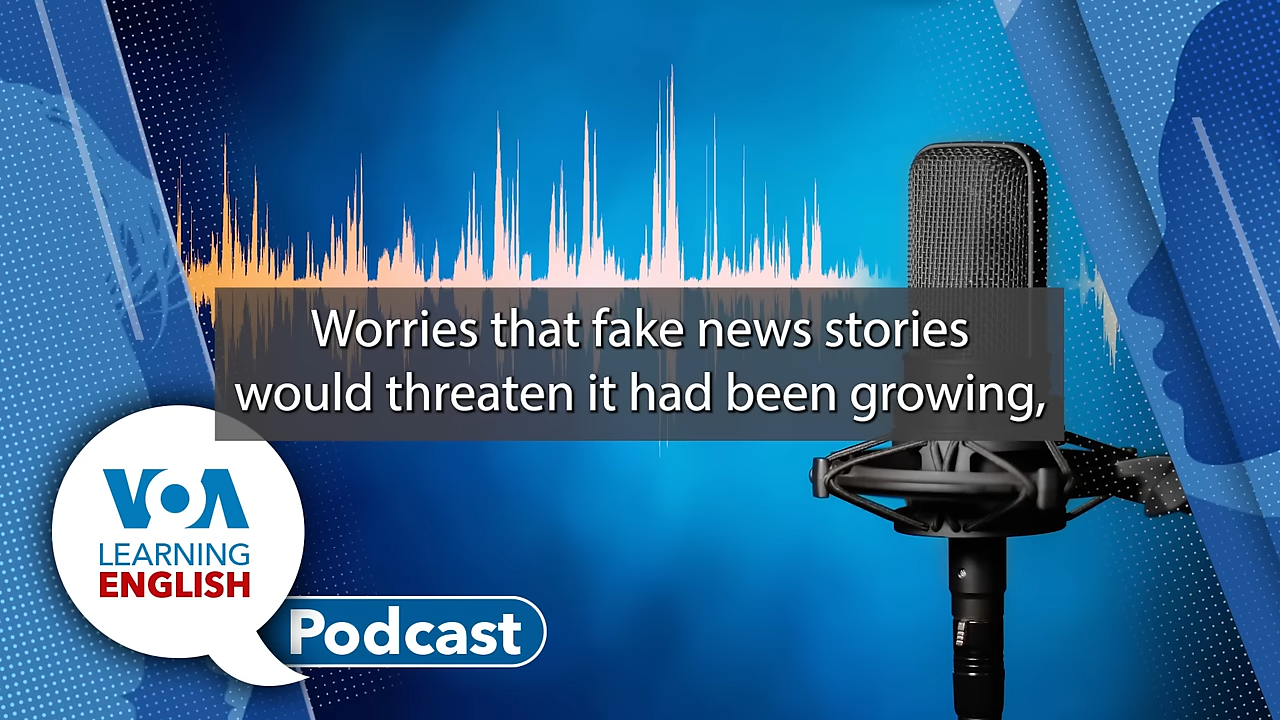 Worries that fake news stories
would threaten it had been growing,
VOA
LEARNING
ENGLISH
Podcast